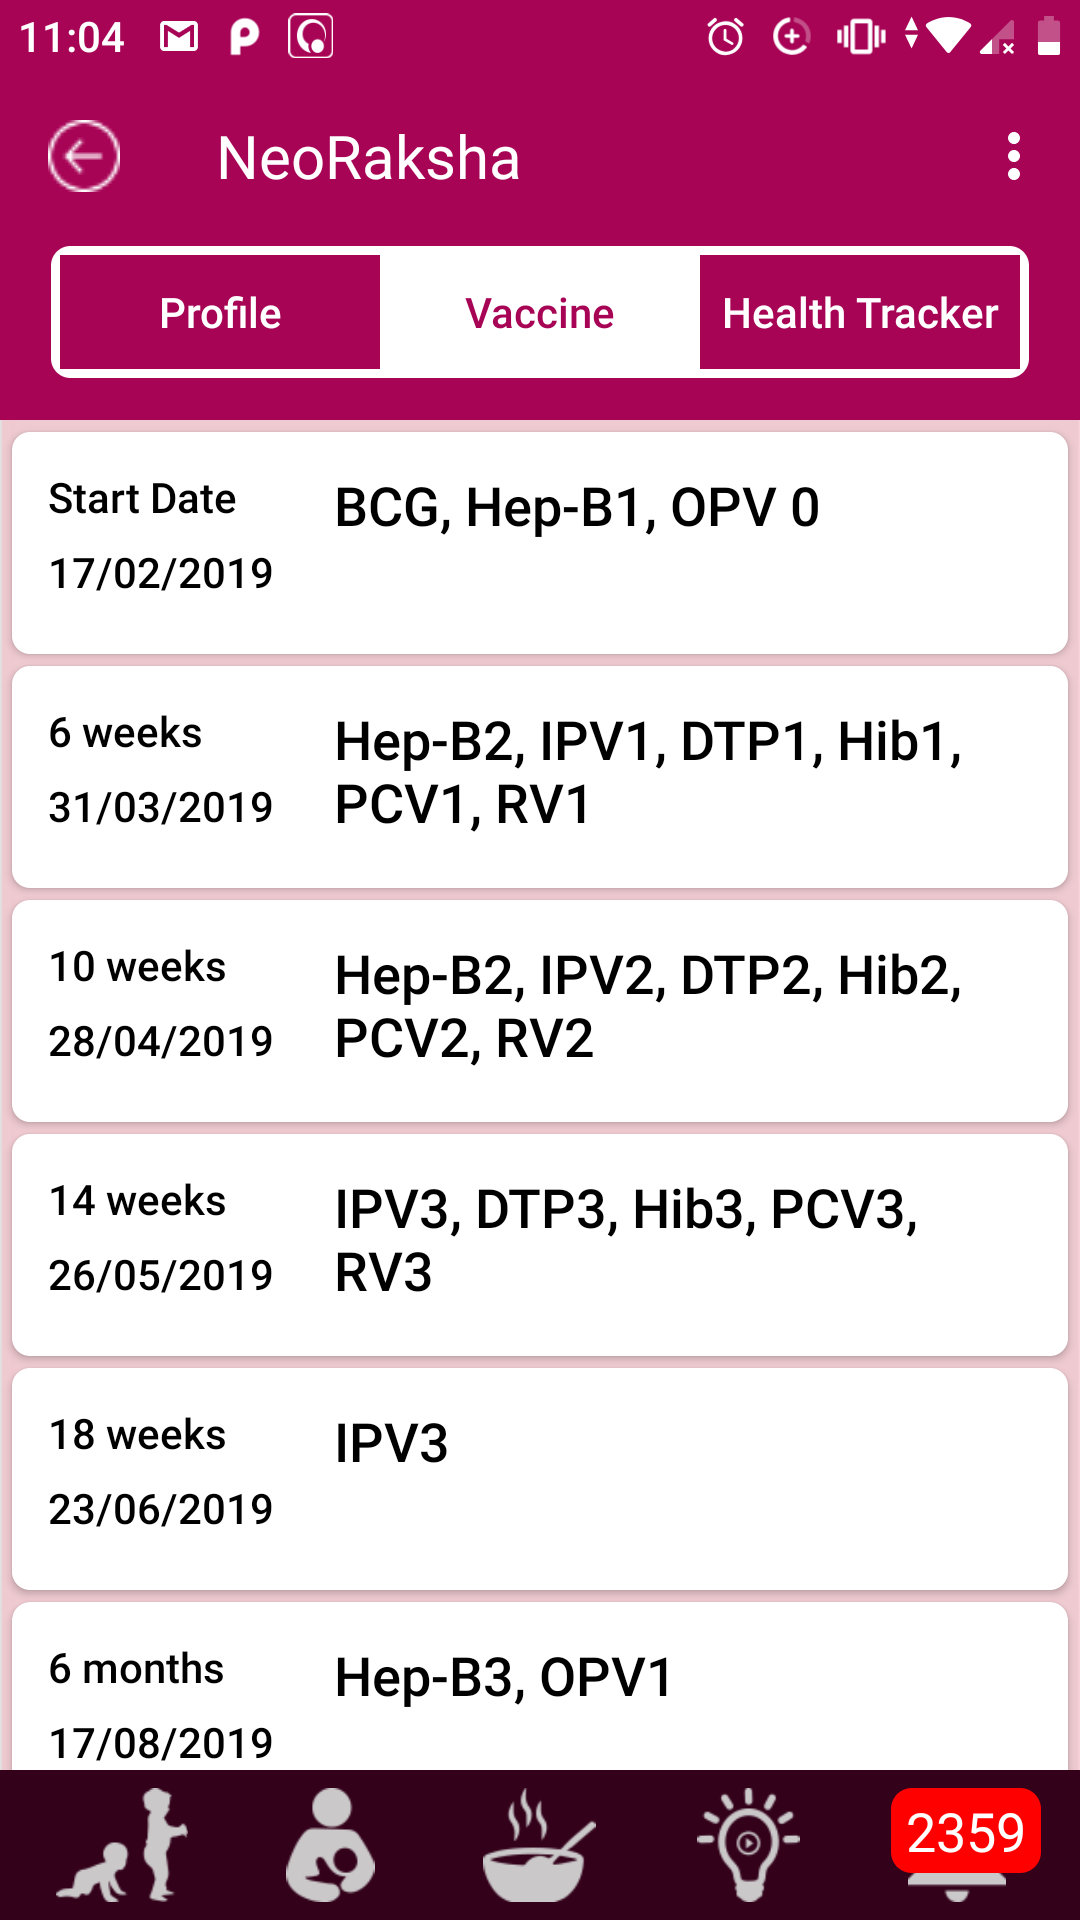 11:04
NeoRaksha
Profile
Vaccine
Health Tracker
Start Date
BCG, Hep-B1, OPV 0
17/02/2019
6 weeks
Hep-B2, IPV1, DTP1, Hib1,
31/03/2019
PCV1, RV1
10 weeks
Hep-B2, IPV2, DTP2, Hib2,
28/04/2019
PCV2, RV2
14 weeks
IPV3, DTP3, Hib3, PCV3,
26/05/2019
RV3
18 weeks
IPV3
23/06/2019
6 months
Hep-B3, OPV1
17/08/2019
2359